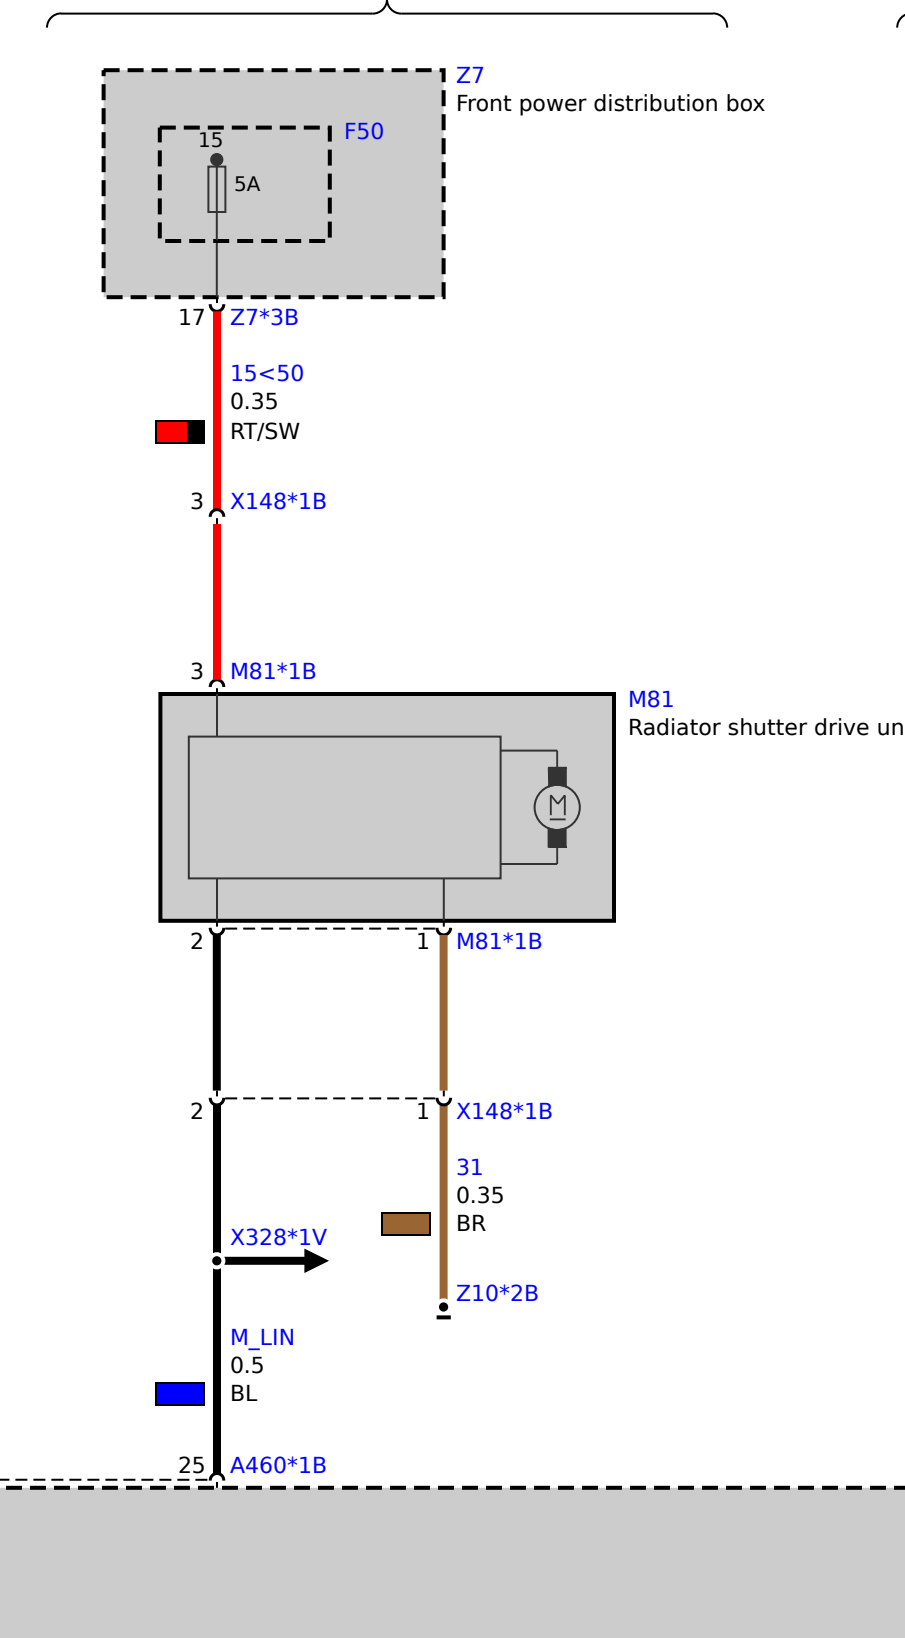 Z7
Front power distribution box
F50
15
5A
17 Z7*3B
15<50
0.35
RT/SW
3 X148*1B
3 M81*1B
M81
Radiator shutter drive un
M
2 1 M81*1B
2 1 X148*1B
31
0.35
BR
X328*1V
Z10*2B
M_LIN
0.5
BL
25 A460*1B